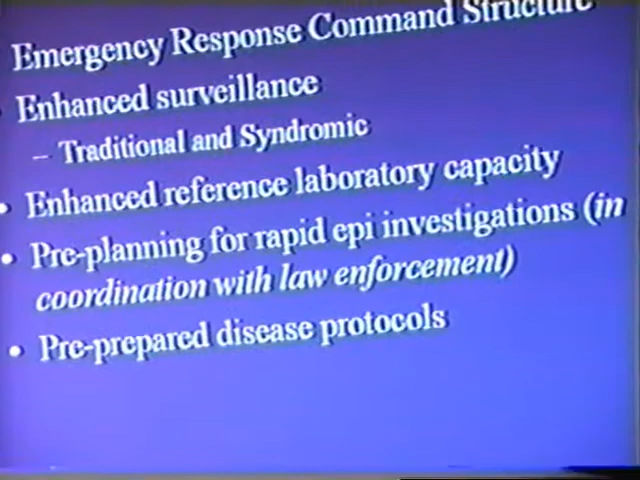 Emergency Response Command Structure
• Enhanced surveillance
– Traditional and Syndromic
• Enhanced reference laboratory capacity
• Pre-planning for rapid epi investigations (in
coordination with law enforcement)
• Pre-prepared disease protocols